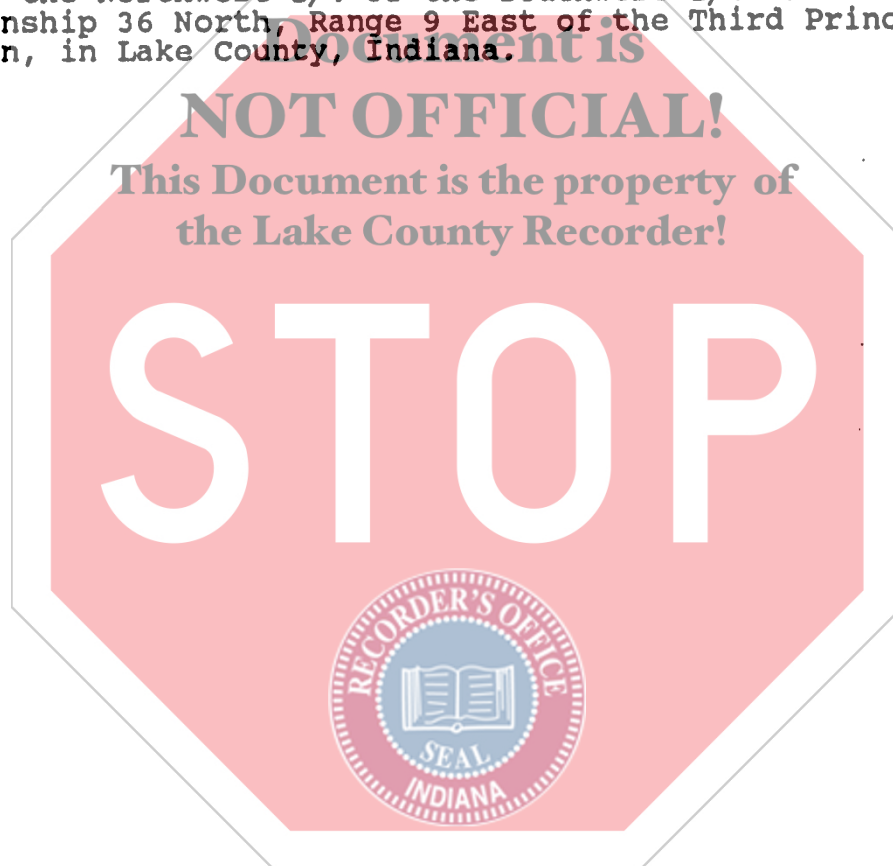 nship 36 North, Range 9 East of the Third Princ
n, in Lake County, Indiana.
Document is
NOT OFFICIAL!
This Document is the property of
the Lake County Recorder!
STOP
RECORDER'S OFFICE
SEAL
INDIANA